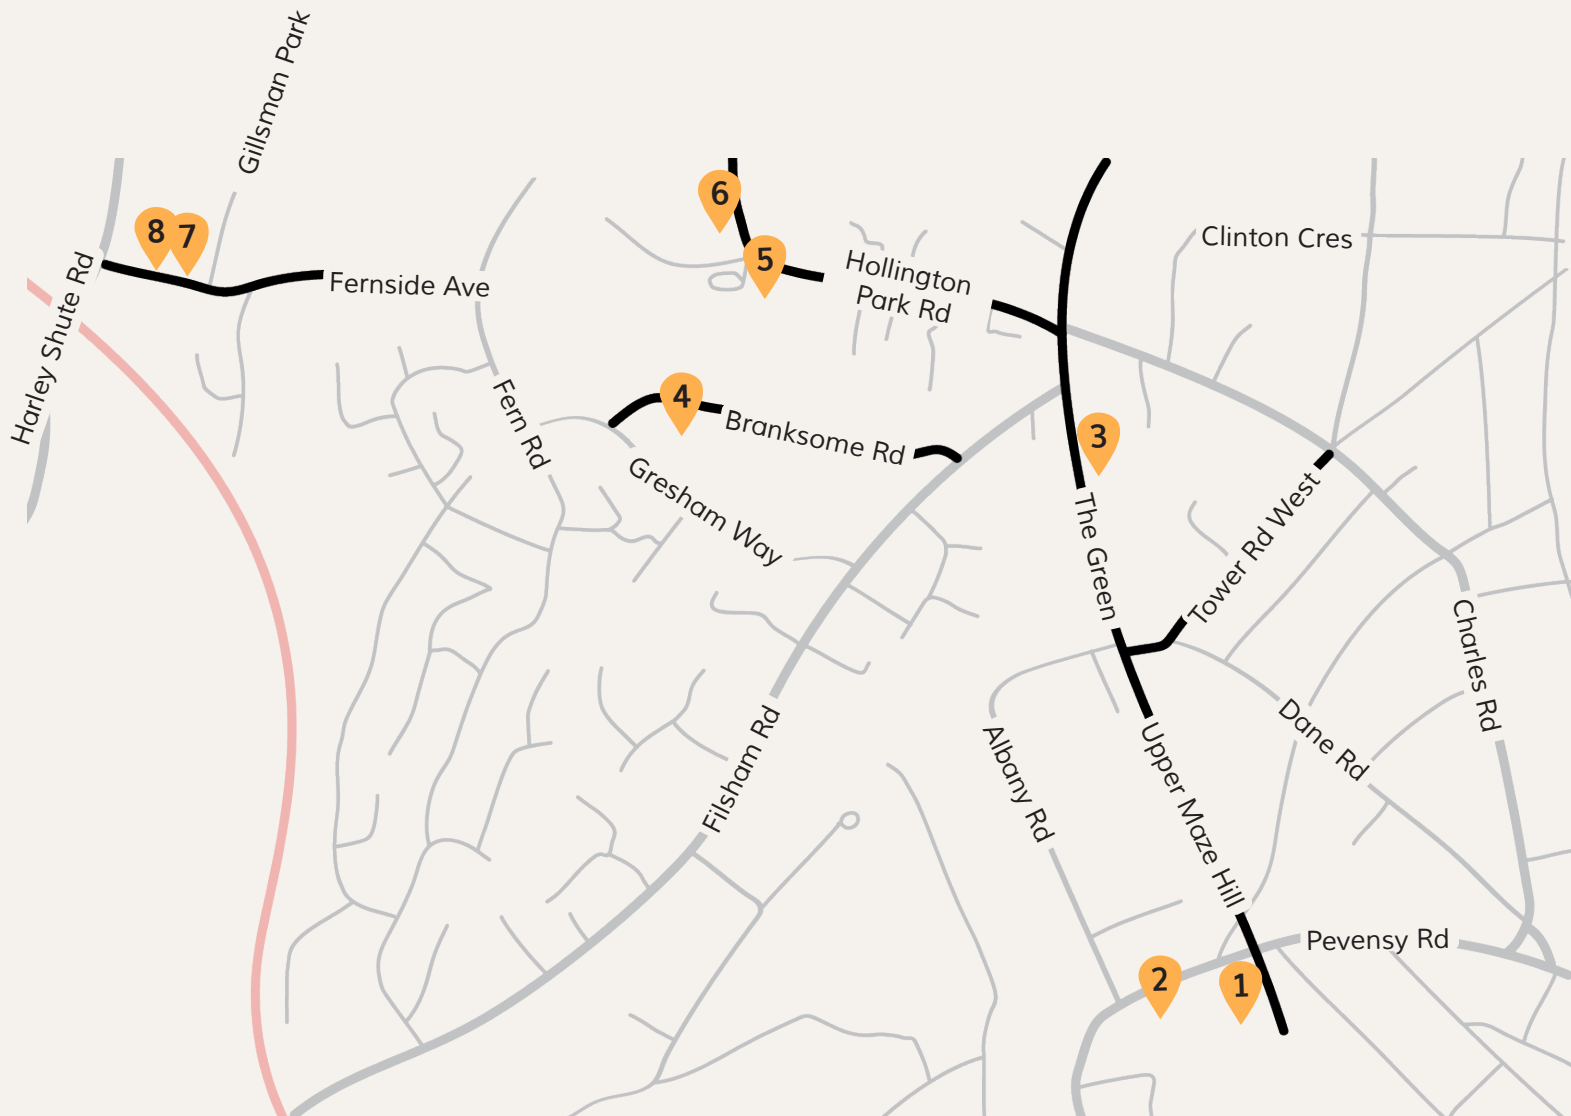 Gillsman Park
6
8
7
Clinton Cres
5
Hollington
Park Rd
Fernside Ave
Harley Shute Rd
4
Fern Rd
Branksome Rd
3
Gresham Way
The Green
Tower Rd West
Charles Rd
Filsham Rd
Albany Rd
Upper Maze Hill
Dane Rd
Pevensy Rd
2
1